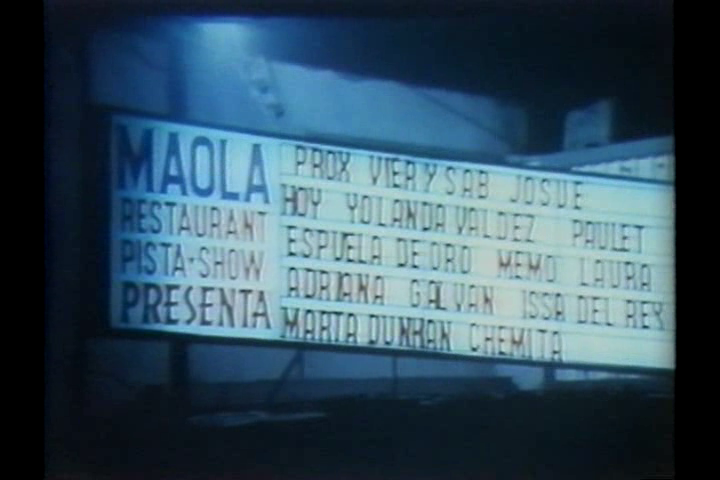 MAOLA
RESTAURANT
PISTA-SHOW
PRESENTA
PROX VIER Y SAB JOSUE
HOY YOLANDA VALDEZ PAULET
ESPUELA DE ORO MEMO LAURA
ADRIANA GALVAN ISSA DEL REY
MARTA DUNRAN CHEMITA